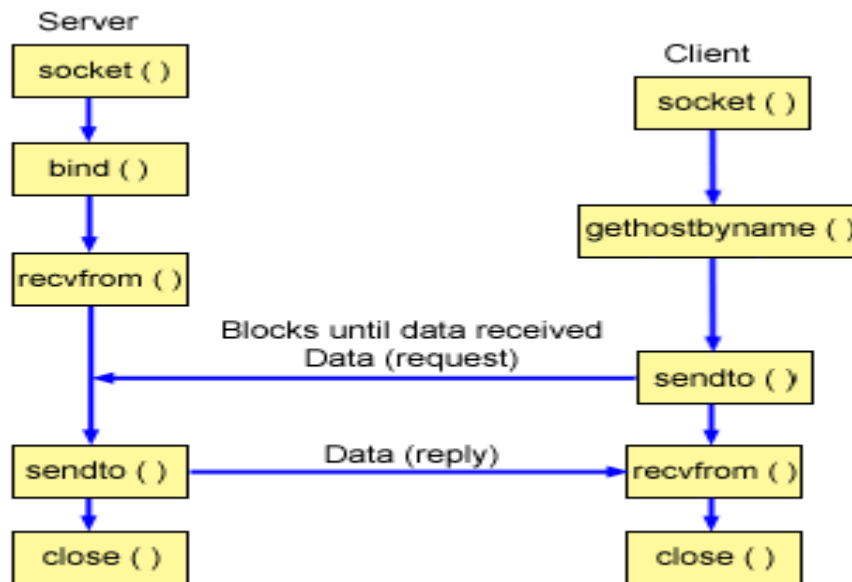 Server
socket ( )
bind ( )
recvfrom ( )
Client
socket ( )
gethostbyname ( )
Blocks until data received
Data (request)
sendto ( )
sendto ( )
Data (reply)
recvfrom ( )
close ( )
close ( )